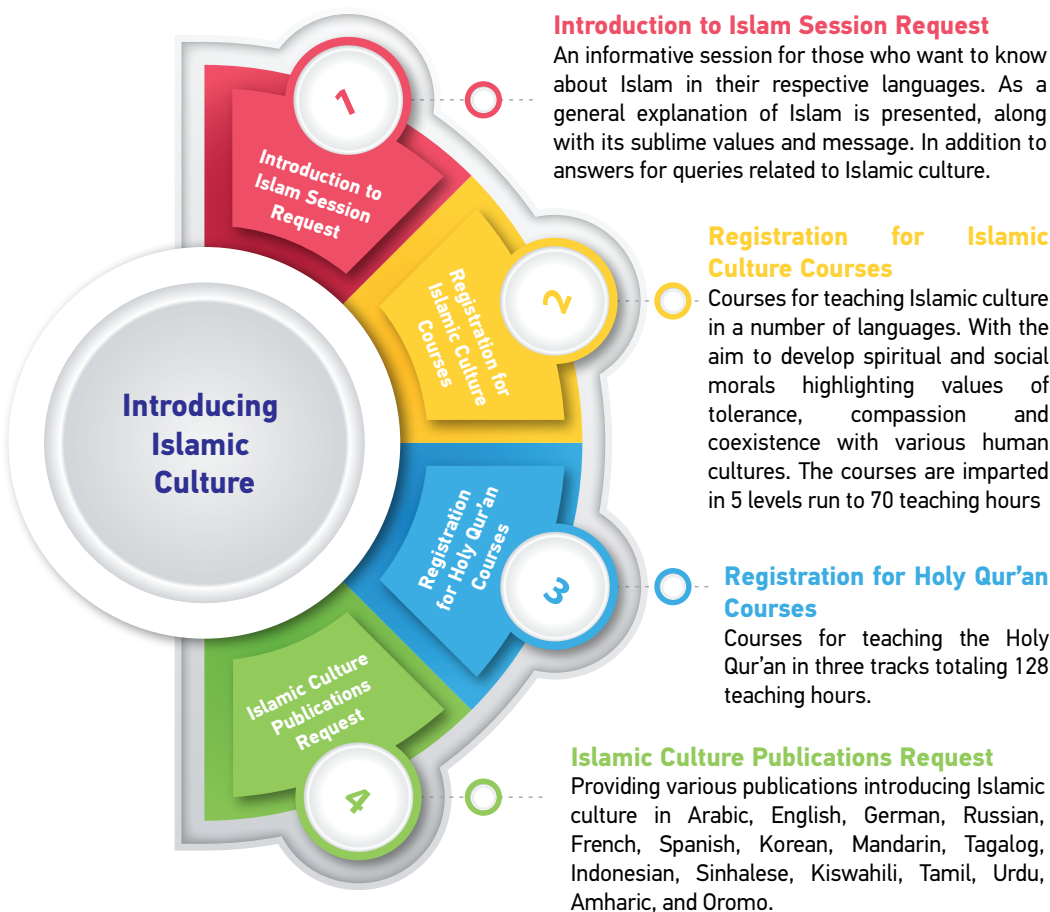 Introducing
Islamic
Culture
1
Introduction to
Islam Session
Request
Introduction to Islam Session Request
An informative session for those who want to know
about Islam in their respective languages. As a
general explanation of Islam is presented, along
with its sublime values and message. In addition to
answers for queries related to Islamic culture.
2
Registration for
Islamic Culture
Courses
Registration for Islamic
Culture Courses
Courses for teaching Islamic culture
in a number of languages. With the
aim to develop spiritual and social
morals highlighting values of
tolerance, compassion and
coexistence with various human
cultures. The courses are imparted
in 5 levels run to 70 teaching hours
3
Registration
for Holy Qur’an
Courses
Registration for Holy Qur’an
Courses
Courses for teaching the Holy
Qur’an in three tracks totaling 128
teaching hours.
4
Islamic Culture
Publications
Request
Islamic Culture Publications Request
Providing various publications introducing Islamic
culture in Arabic, English, German, Russian,
French, Spanish, Korean, Mandarin, Tagalog,
Indonesian, Sinhalese, Kiswahili, Tamil, Urdu,
Amharic, and Oromo.